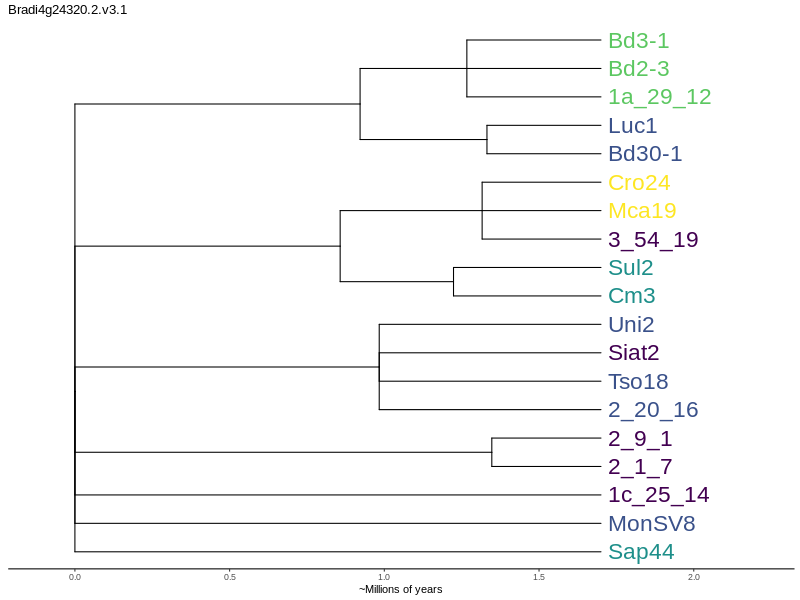 Bradi4g24320.2.v3.1
Bd3-1
Bd2-3
1a_29_12
Luc1
Bd30-1
Cro24
Mca19
3_54_19
Sul2
Cm3
Uni2
Siat2
Tso18
2_20_16
2_9_1
2_1_7
1c_25_14
MonSV8
Sap44
0.0 0.5 1.0 1.5 2.0
~Millions of years